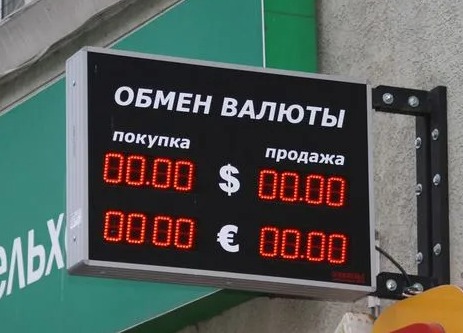 ОБМЕН ВАЛЮТЫ
покупка продажа
00.00 $ 00.00
00.00 € 00.00
ельх